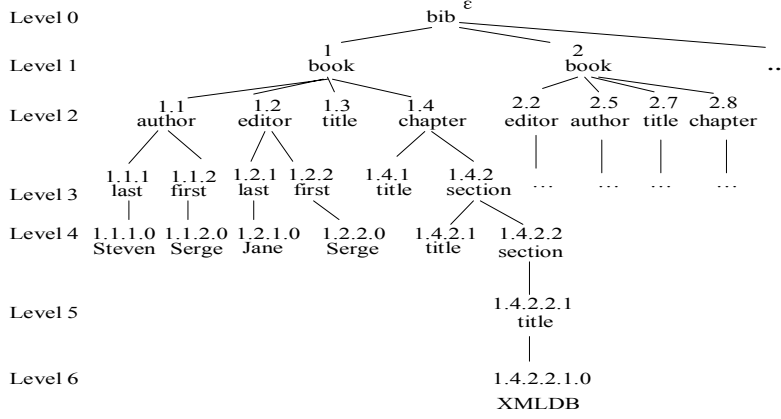 Level 0 bib ε
1 2
Level 1 book book ..
1.1 1.2 1.3 1.4 2.2 2.5 2.7 2.8
Level 2 author editor title chapter editor author title chapter
1.1.1 1.1.2 1.2.1 1.2.2 1.4.1 1.4.2
Level 3 last first last first title section ... ... ... ...
Level 4 1.1.1.0 1.1.2.0 1.2.1.0 1.2.2.0 1.4.2.1 1.4.2.2
Steven Serge Jane Serge title section
1.4.2.2.1
Level 5 title
Level 6 1.4.2.2.1.0
XMLDB